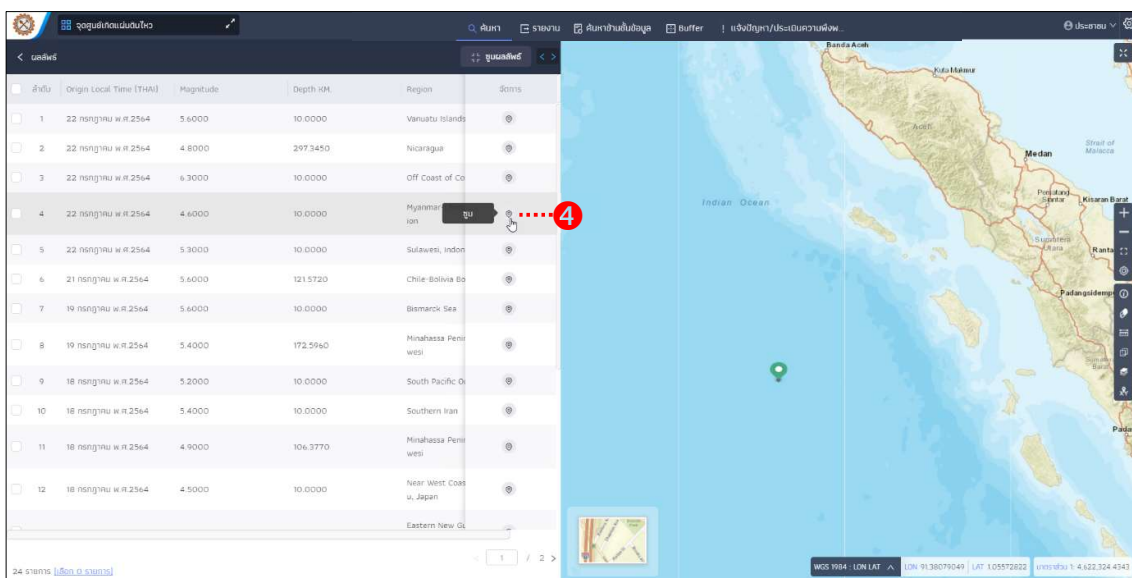 จุดศูนย์เกิดแผ่นดินไหว
ค้นหา รายงาน ค้นหาข้ามชั้นข้อมูล Buffer แจ้งปัญหา/ประเมินความพึงพ... ประชาชน
ผลลัพธ์ ซูมผลลัพธ์
ลำดับ Origin Local Time (THAI) Magnitude Depth KM. Region จัดการ
1 22 กรกฎาคม พ.ศ.2564 5.6000 10.0000 Vanuatu Islands
2 22 กรกฎาคม พ.ศ.2564 4.8000 297.3450 Nicaragua
3 22 กรกฎาคม พ.ศ.2564 6.3000 10.0000 Off Coast of Co
4 22 กรกฎาคม พ.ศ.2564 4.6000 10.0000 Myanmar
ion
ซูม
4
5 22 กรกฎาคม พ.ศ.2564 5.3000 10.0000 Sulawesi, Indon
6 21 กรกฎาคม พ.ศ.2564 5.6000 121.5720 Chile-Bolivia Bo
7 19 กรกฎาคม พ.ศ.2564 5.6000 10.0000 Bismarck Sea
8 19 กรกฎาคม พ.ศ.2564 5.4000 172.5960 Minahassa Penin
wesi
9 18 กรกฎาคม พ.ศ.2564 5.2000 10.0000 South Pacific O
10 18 กรกฎาคม พ.ศ.2564 5.4000 10.0000 Southern Iran
11 18 กรกฎาคม พ.ศ.2564 4.9000 106.3770 Minahassa Penin
wesi
12 18 กรกฎาคม พ.ศ.2564 4.5000 10.0000 Near West Coas
u, Japan
Eastern New Gu
1 / 2
24 รายการ [เลือก 0 รายการ]
Banda Aceh
Kuta Makmur
Aceh
Strait of
Malacca
Medan
Pematang
Siantar
Kisaran Barat
Indian Ocean
Sumatera
Utara
Ranta
Padangsidemp
Barat
Pada
WGS 1984 : LON LAT LON 91.38079049 LAT 1.05572822 มาตราส่วน 1: 4,622,324.4343